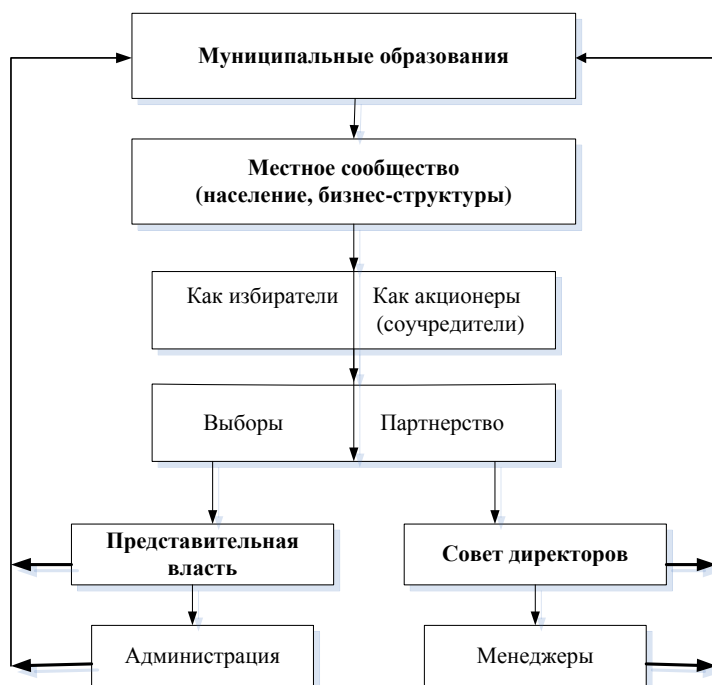 Муниципальные образования
Местное сообщество
(население, бизнес-структуры)
Как избиратели
Как акционеры
(соучредители)
Выборы
Партнерство
Представительная
власть
Совет директоров
Администрация
Менеджеры